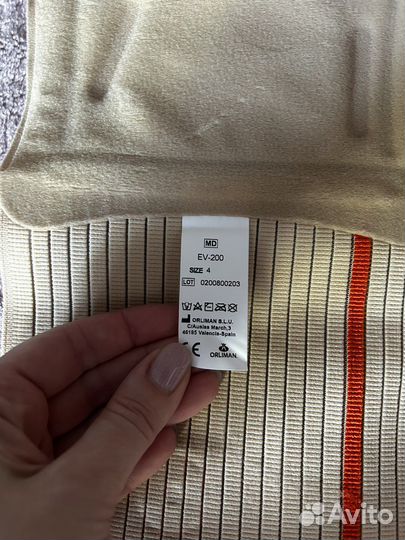 MD
EV-200
SIZE 4
LOT 0200800203
ORLIMAN S.L.U.
C/Ausias March,3
46185 Valencia-Spain
CE ORLIMAN
Avito